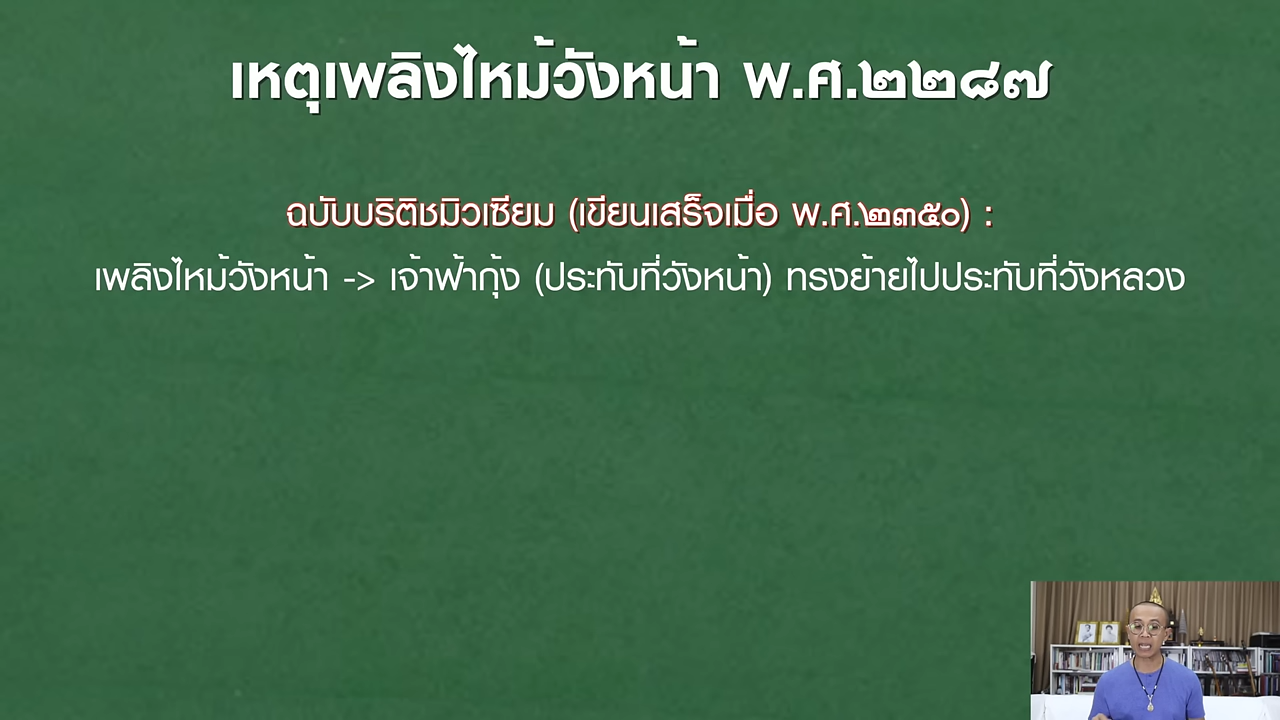 เหตุเพลิงไหม้วังหน้า พ.ศ.๒๒๘๗
ฉบับบริติชมิวเซียม (เขียนเสร็จเมื่อ พ.ศ.๒๓๕๐) :
เพลิงไหม้วังหน้า -> เจ้าฟ้ากุ้ง (ประทับที่วังหน้า) ทรงย้ายไปประทับที่วังหลวง